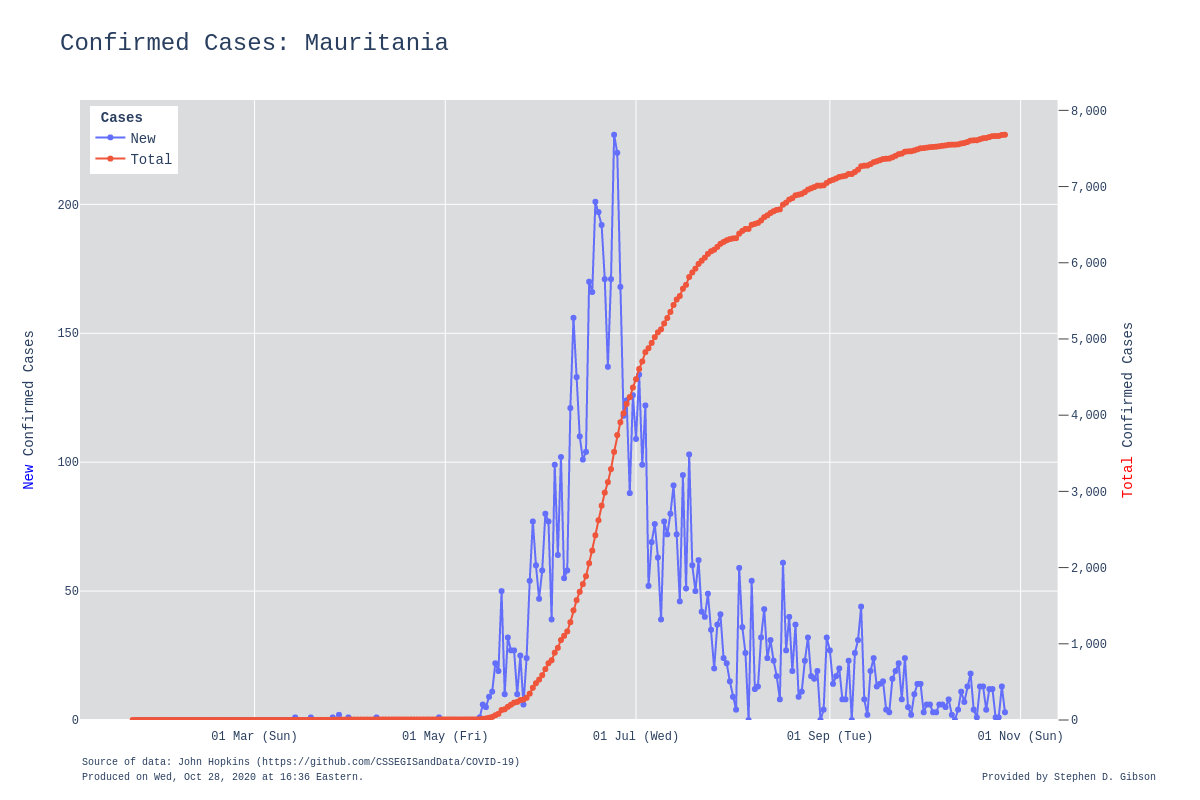 Confirmed Cases: Mauritania
Cases
New
Total
200
150
100
50
0
8,000
7,000
6,000
5,000
4,000
3,000
2,000
1,000
0
New Confirmed Cases
Total Confirmed Cases
01 Mar (Sun)
01 May (Fri)
01 Jul (Wed)
01 Sep (Tue)
01 Nov (Sun)
Source of data: John Hopkins (https://github.com/CSSEGISandData/COVID-19)
Produced on Wed, Oct 28, 2020 at 16:36 Eastern.
Provided by Stephen D. Gibson